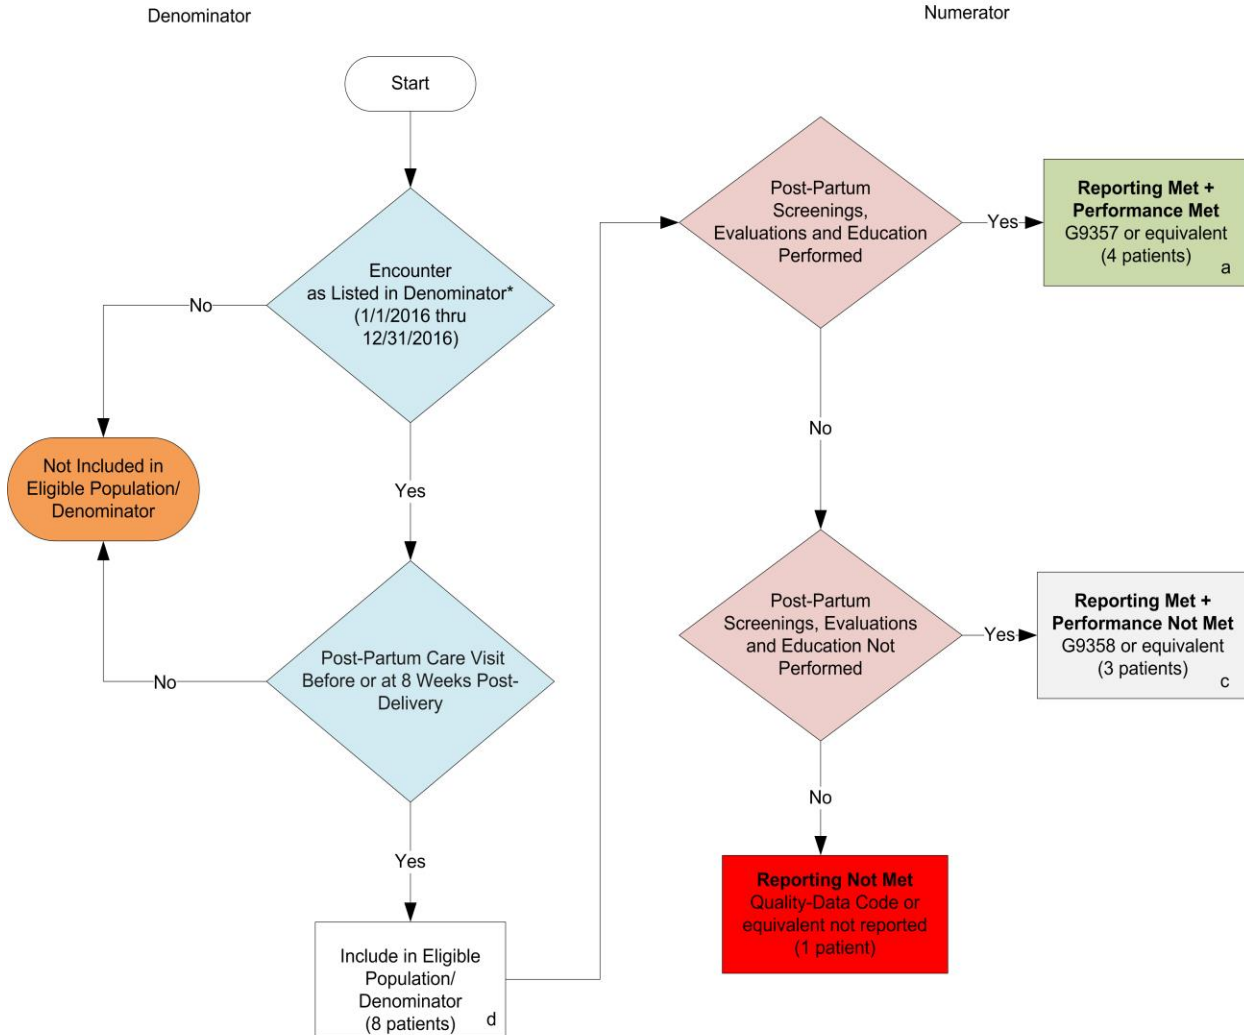 Denominator
Numerator
Start
Encounter
as Listed in Denominator*
(1/1/2016 thru
12/31/2016)
No
Not Included in
Eligible Population/
Denominator
Yes
Post-Partum Care Visit
Before or at 8 Weeks Post-
Delivery
No
Yes
Include in Eligible
Population/
Denominator
(8 patients) d
Post-Partum
Screenings,
Evaluations and Education
Performed
Yes
Reporting Met +
Performance Met
G9357 or equivalent
(4 patients)
a
No
Post-Partum
Screenings, Evaluations
and Education Not
Performed
Yes
Reporting Met +
Performance Not Met
G9358 or equivalent
(3 patients)
c
No
Reporting Not Met
Quality-Data Code or
equivalent not reported
(1 patient)